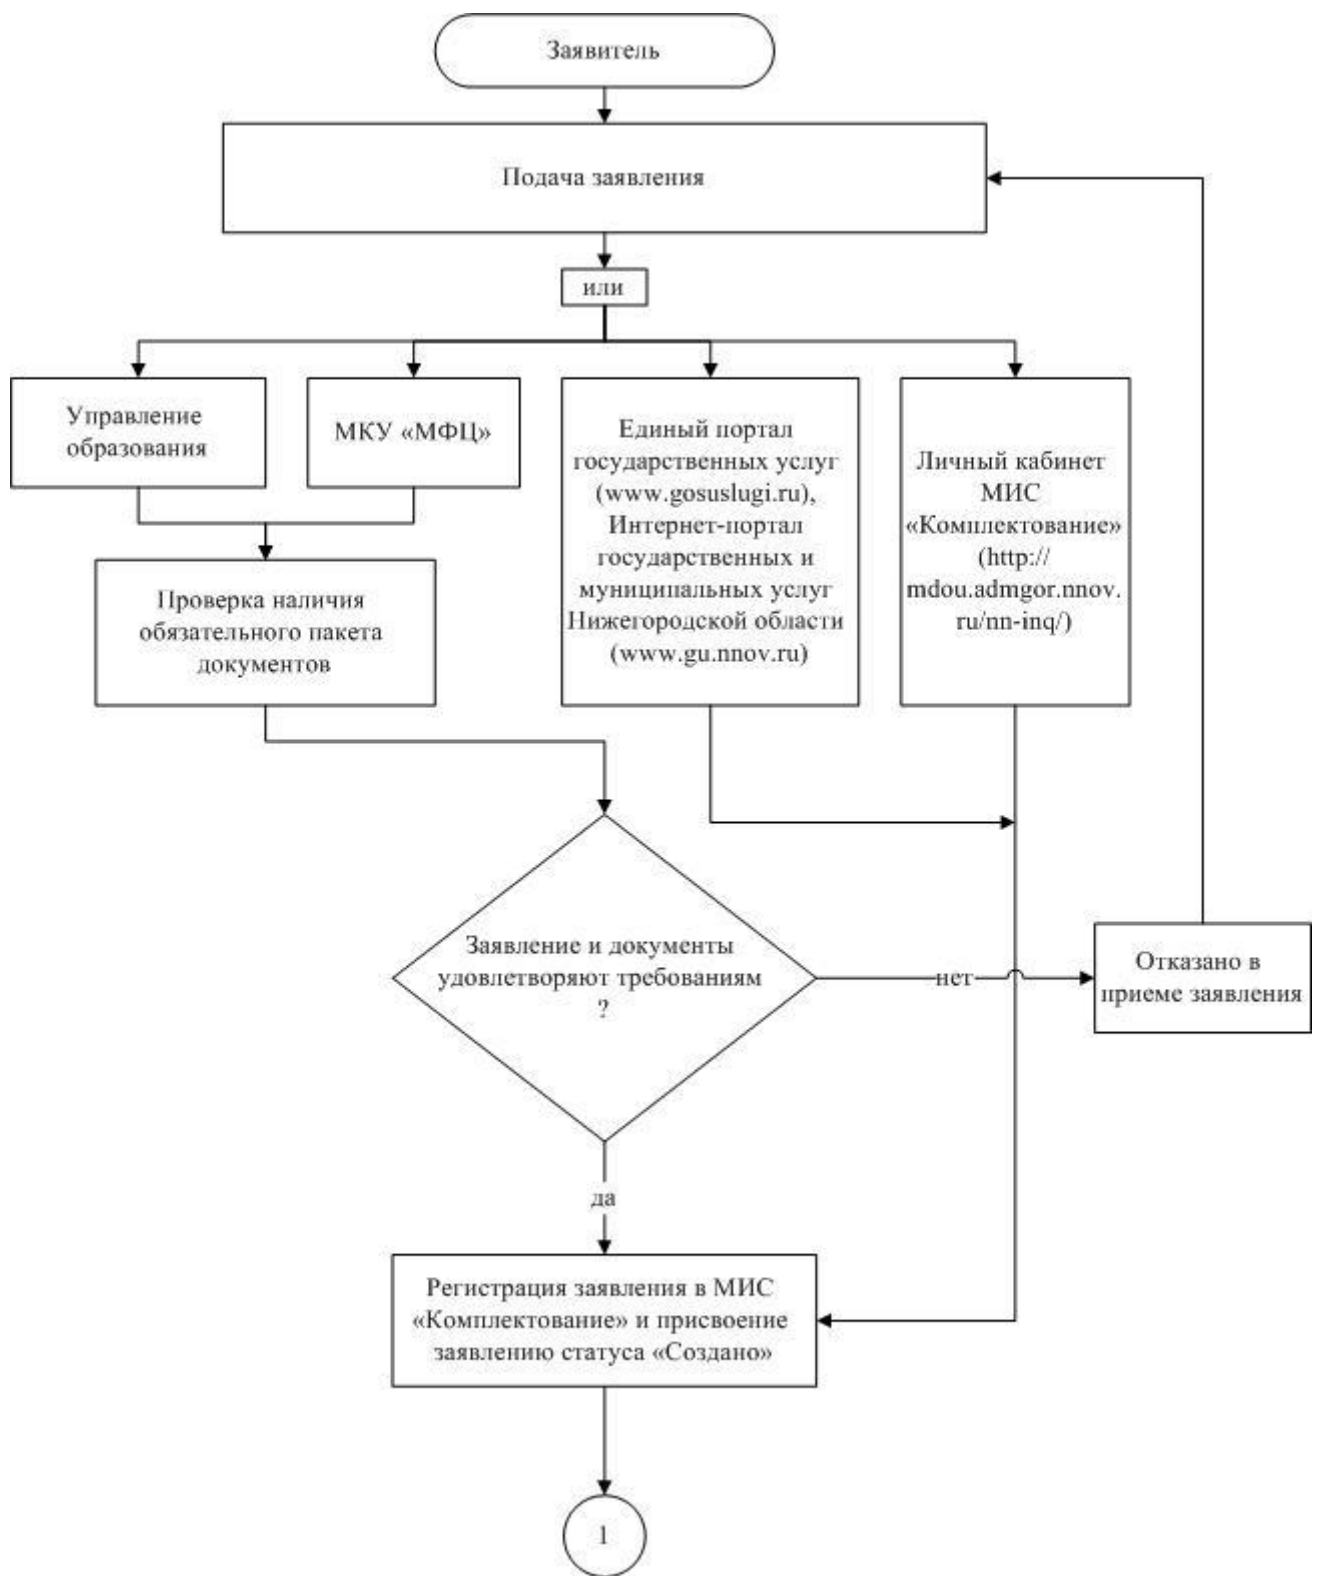 Заявитель
Подача заявления
или
Управление
образования
МКУ «МФЦ»
Единый портал
государственных услуг
(www.gosuslugi.ru),
Интернет-портал
государственных и
муниципальных услуг
Нижегородской области
(www.gu.nnov.ru)
Личный кабинет
МИС
«Комплектование»
(http://
mdou.admgor.nnov.
ru/nn-inq/)
Проверка наличия
обязательного пакета
документов
Заявление и документы
удовлетворяют требованиям
?
нет
Отказано в
приеме заявления
да
Регистрация заявления в МИС
«Комплектование» и присвоение
заявлению статуса «Создано»
1